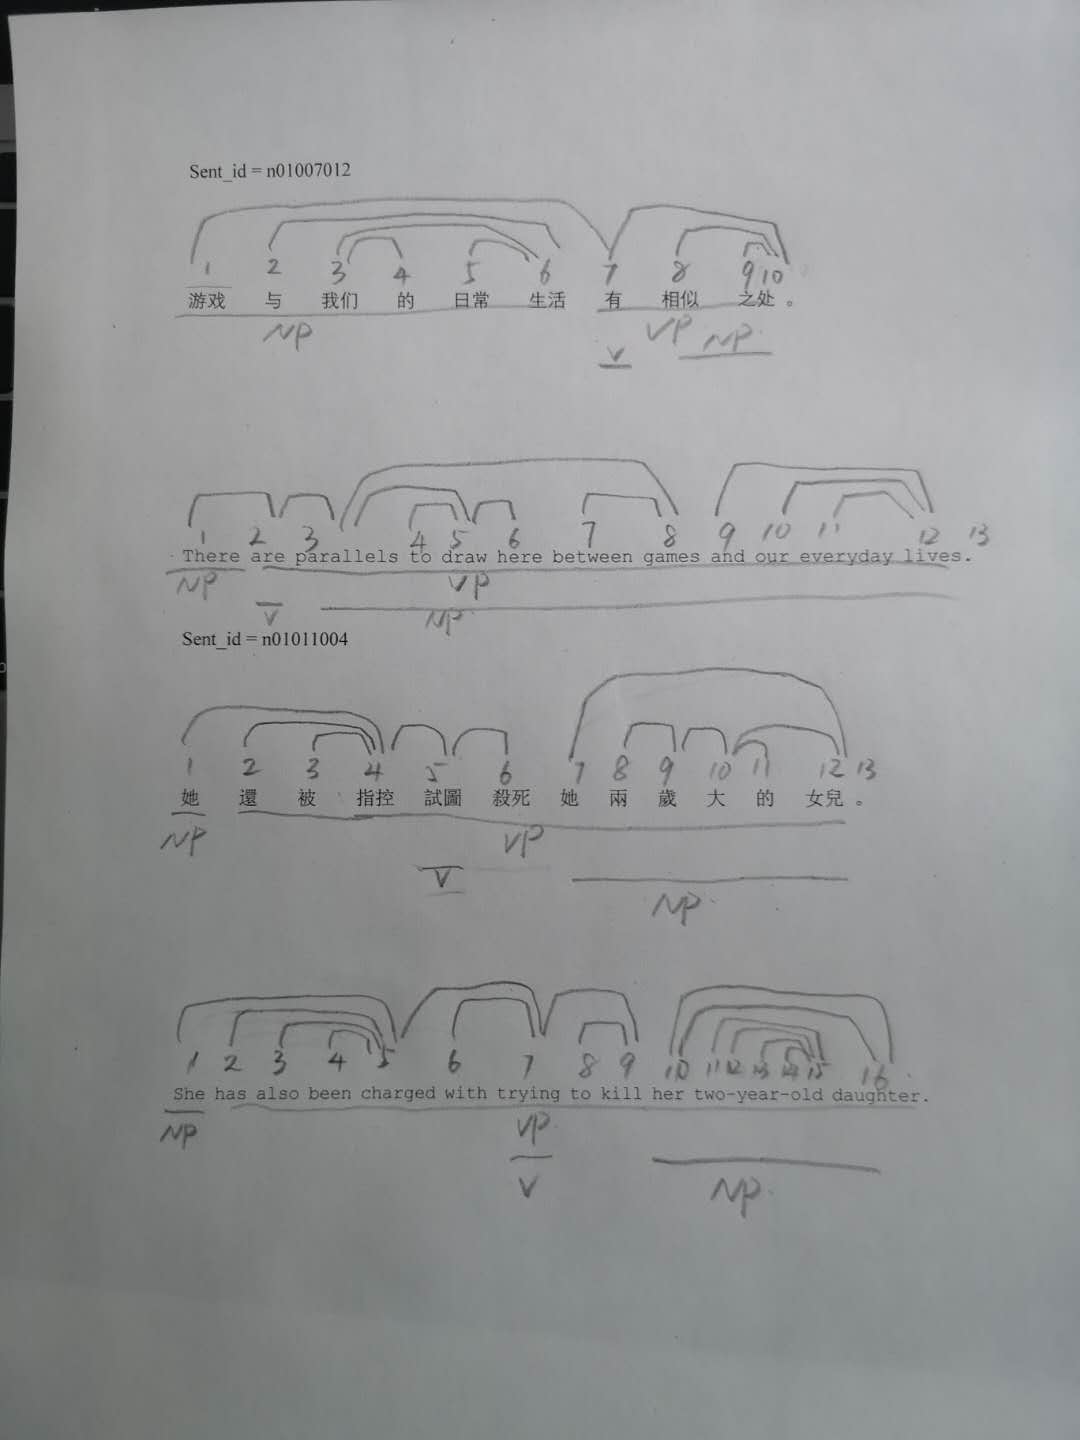 Sent_id = n01007012
1 2 3 4 5 6 7 8 9 10
游戏 与 我们 的 日常 生活 有 相似 之处 。
NP VP NP
V
1 2 3 4 5 6 7 8 9 10 11 12 13
There are parallels to draw here between games and our everyday lives.
NP VP
V NP
Sent_id = n01011004
1 2 3 4 5 6 7 8 9 10 11 12 13
她 還 被 指控 試圖 殺死 她 兩 歲 大 的 女兒 。
NP VP
V NP
1 2 3 4 5 6 7 8 9 10 11 12 13 14 15 16
She has also been charged with trying to kill her two-year-old daughter.
NP VP
V NP